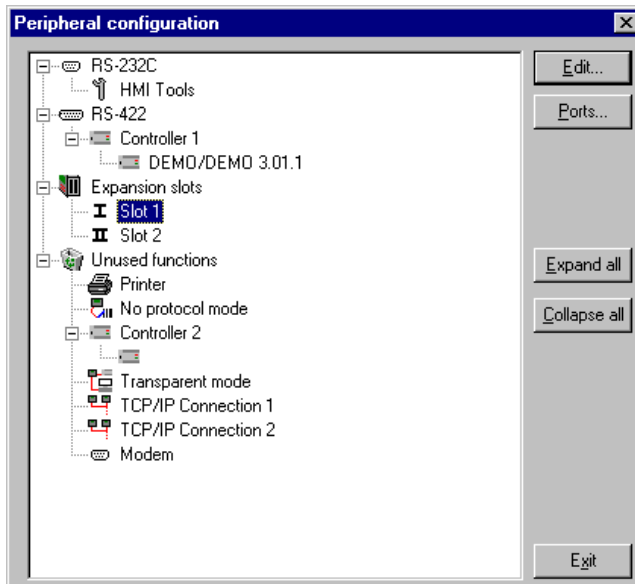 Peripheral configuration
RS-232C
HMI Tools
RS-422
Controller 1
DEMO/DEMO 3.01.1
Expansion slots
I Slot 1
II Slot 2
Unused functions
Printer
No protocol mode
Controller 2
Transparent mode
TCP/IP Connection 1
TCP/IP Connection 2
Modem
Edit...
Ports...
Expand all
Collapse all
Exit